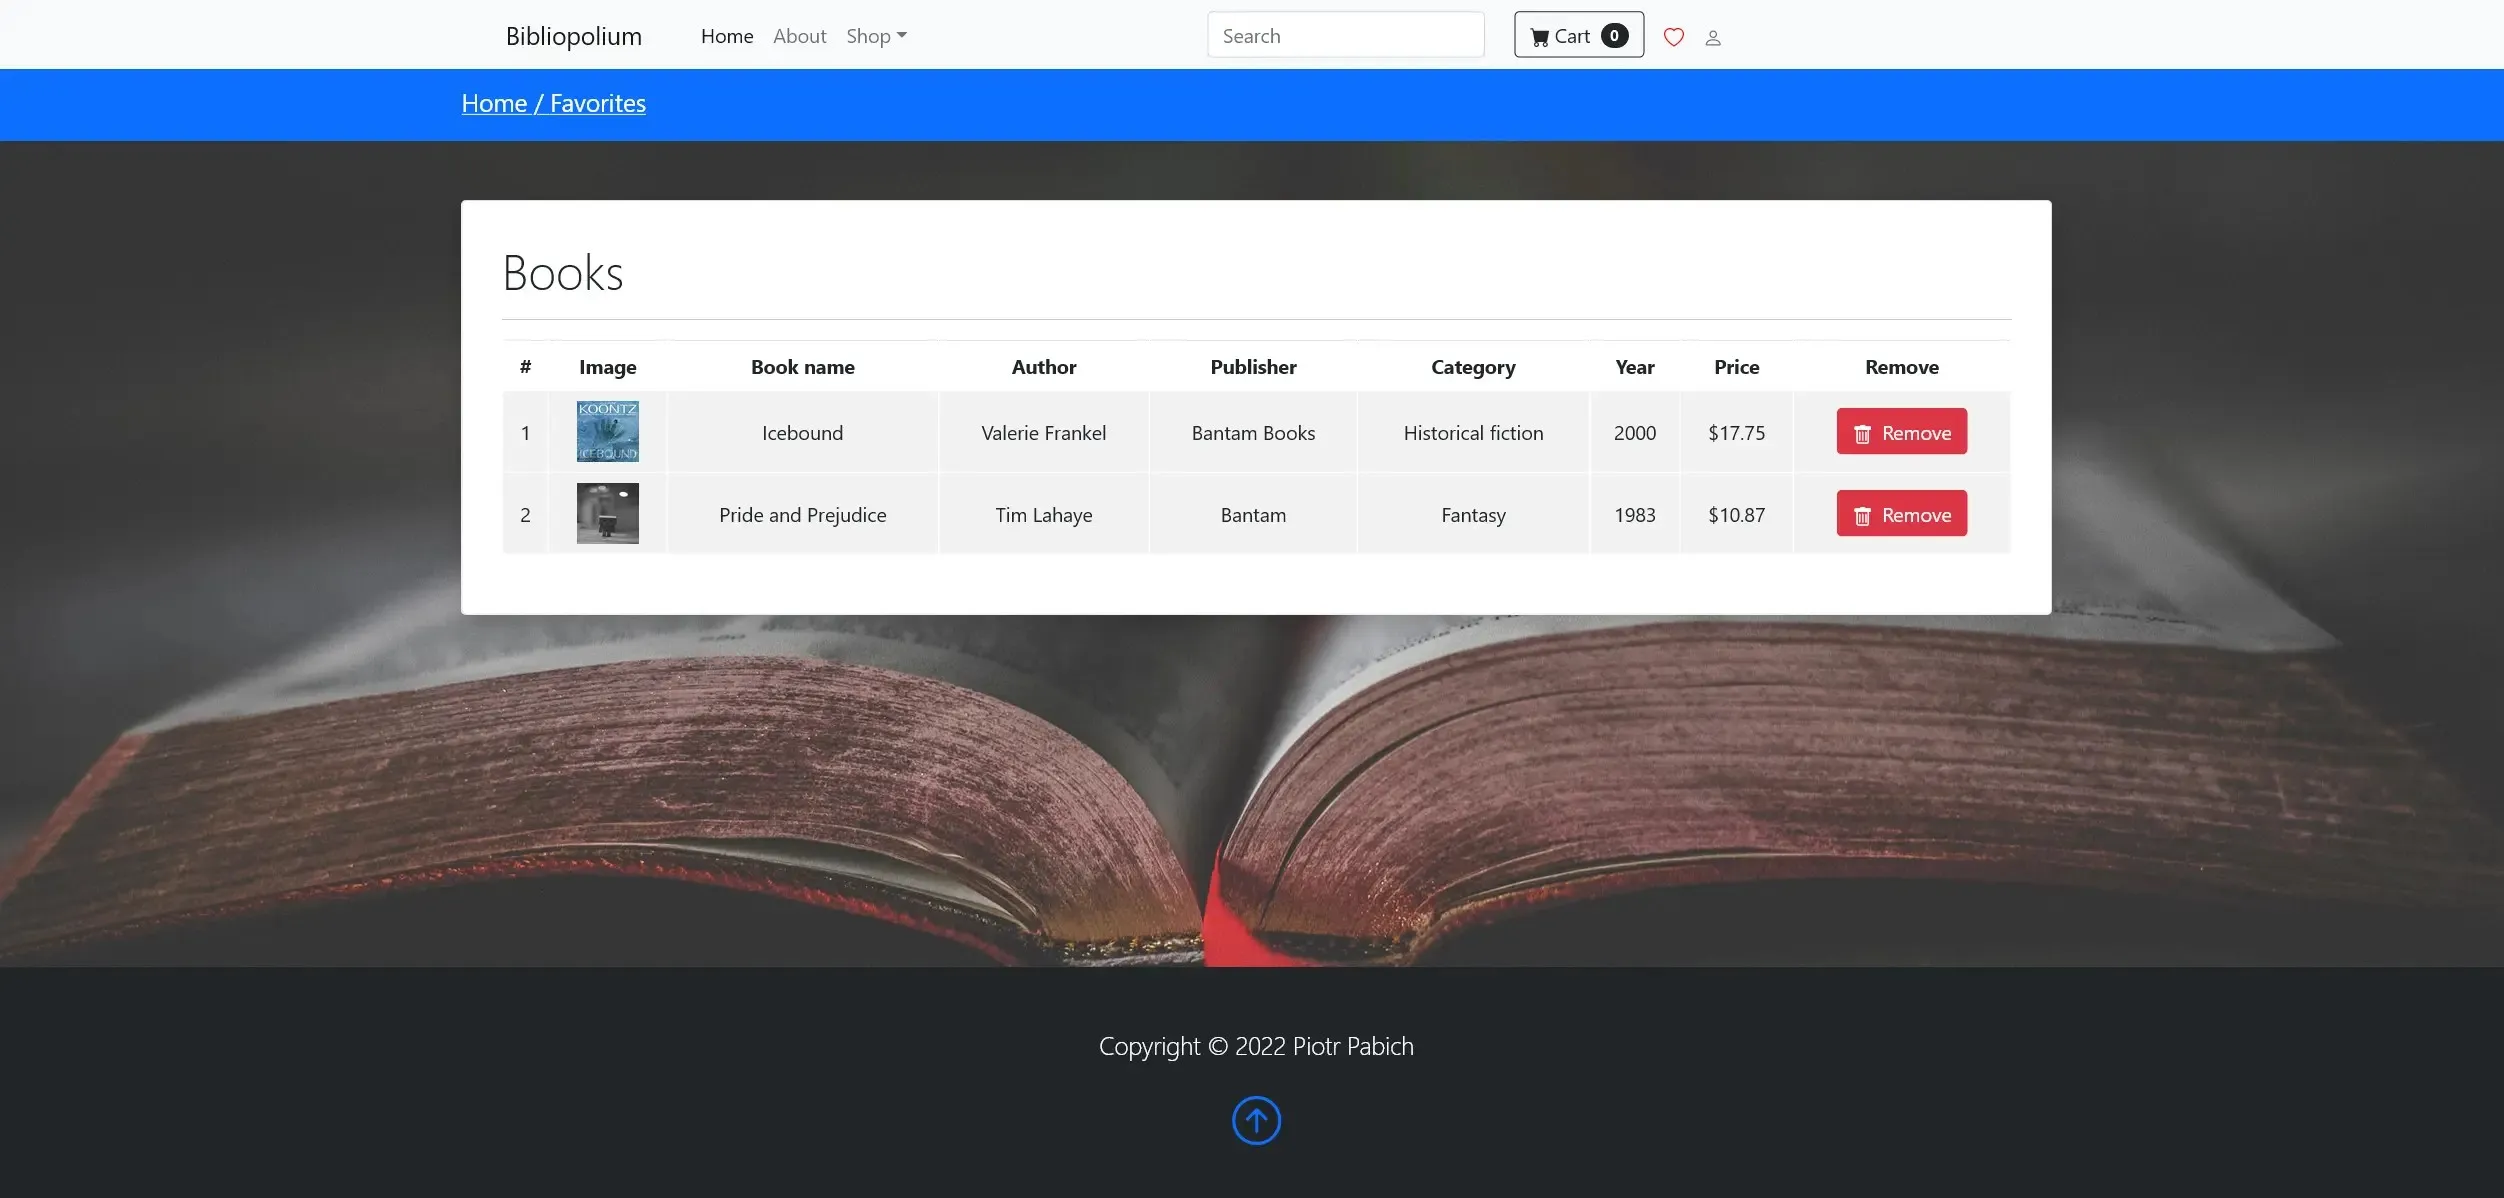 Bibliopolium Home About Shop Search Cart 0
Home / Favorites
Books
# Image Book name Author Publisher Category Year Price Remove
1 KOONTZ ICEBOUND Icebound Valerie Frankel Bantam Books Historical fiction 2000 $17.75 Remove
2 Pride and Prejudice Tim Lahaye Bantam Fantasy 1983 $10.87 Remove
Copyright © 2022 Piotr Pabich